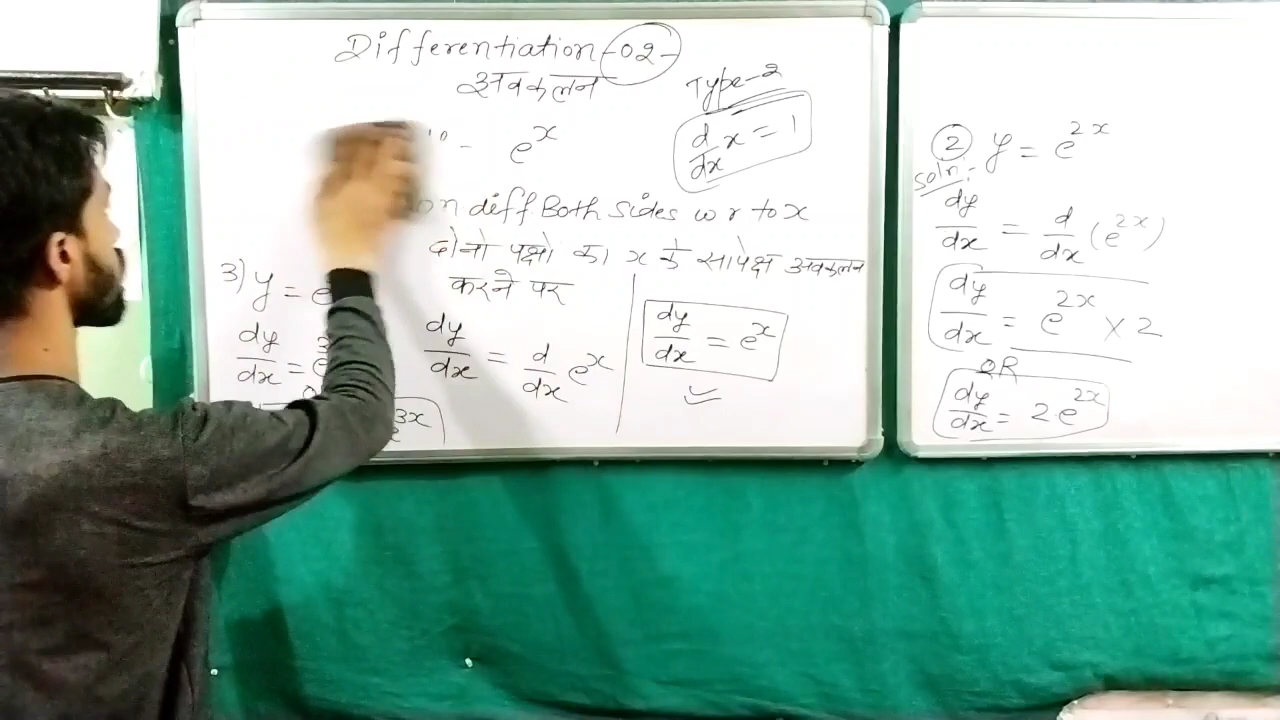 Differentiation-02-
अवकलन
Type-2
d/dx x = 1
e^x
on diff Both sides w r to x
दोनो पक्षो का x के सापेक्ष अवकलन
करने पर
3) y = e
dy/dx = e^3
3x
dy/dx = d/dx e^x
dy/dx = e^x
② y = e^2x
soln:-
dy/dx = d/dx (e^2x)
dy/dx = e^2x × 2
OR
dy/dx = 2 e^2x